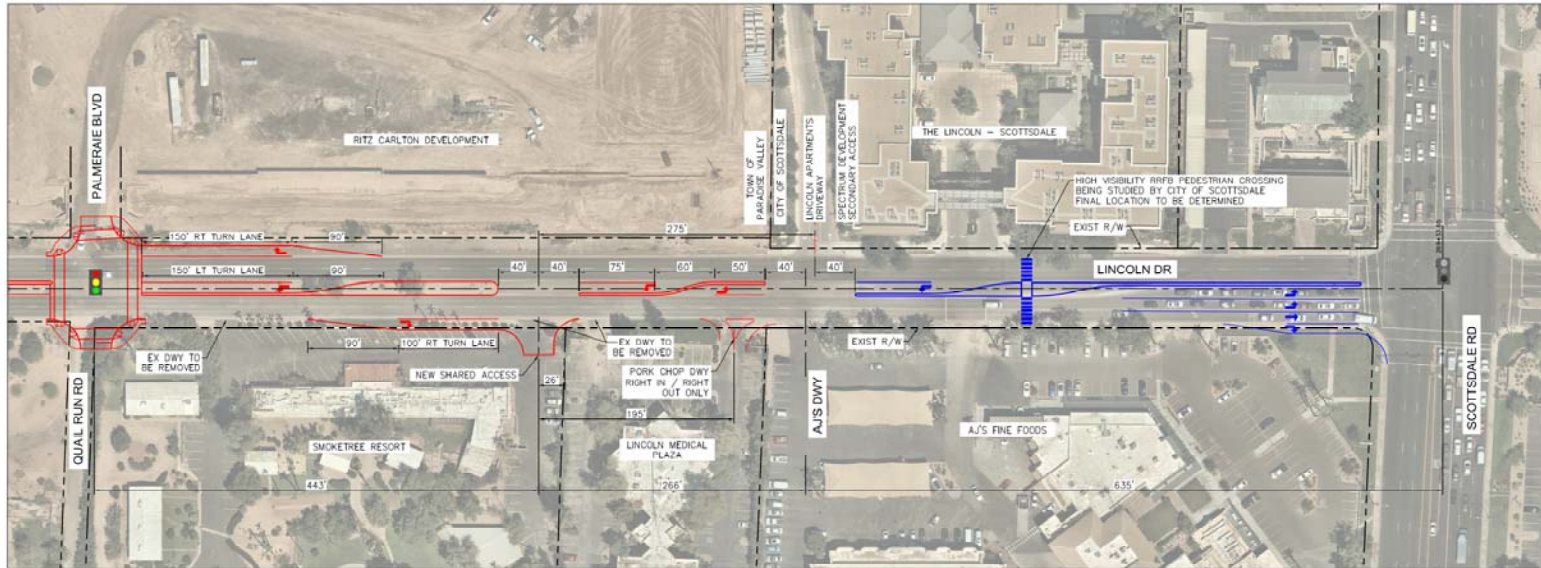 PALMERAIE BLVD
RITZ CARLTON DEVELOPMENT
TOWN OF
PARADISE VALLEY
CITY OF SCOTTSDALE
LINCOLN APARTMENTS
DRIVEWAY
SPECTRUM DEVELOPMENT
SECONDARY ACCESS
THE LINCOLN – SCOTTSDALE
HIGH VISIBILITY RRFB PEDESTRIAN CROSSING
BEING STUDIED BY CITY OF SCOTTSDALE
FINAL LOCATION TO BE DETERMINED
EXIST R/W
275'
150' RT TURN LANE
90'
150' LT TURN LANE
90'
40'
40'
75'
60'
50'
40'
40'
LINCOLN DR
EX DWY TO
BE REMOVED
90'
100' RT TURN LANE
NEW SHARED ACCESS
EX DWY TO
BE REMOVED
PORK CHOP DWY
RIGHT IN / RIGHT
OUT ONLY
EXIST R/W
26'
195'
QUAIL RUN RD
SMOKETREE RESORT
LINCOLN MEDICAL
PLAZA
AJ'S DWY
AJ'S FINE FOODS
SCOTTSDALE RD
443'
266'
635'